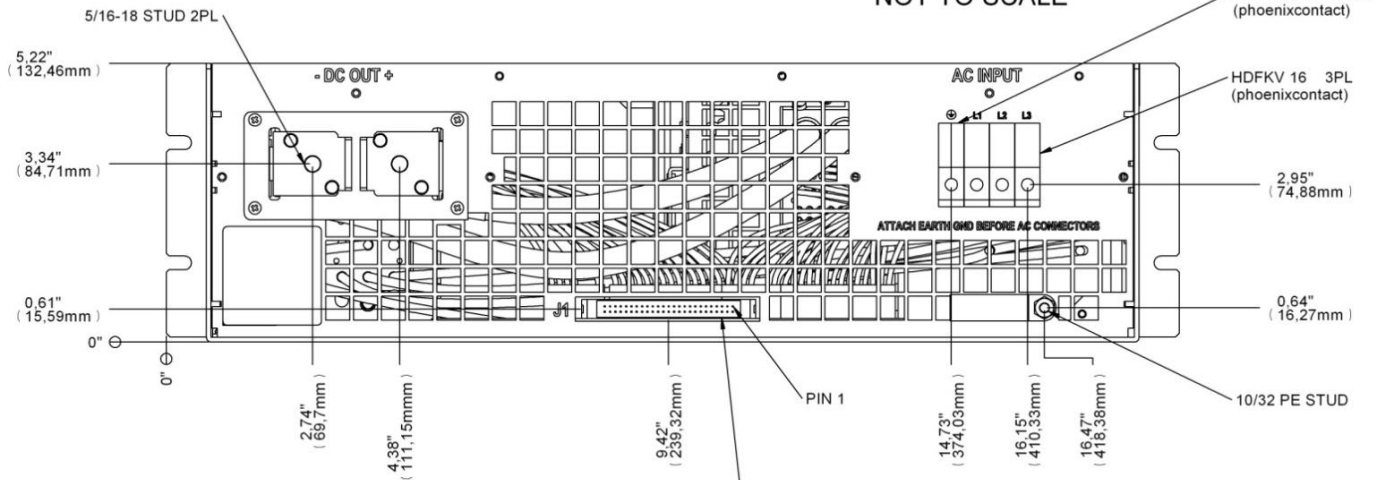 NOT TO SCALE
5/16-18 STUD 2PL
(phoenixcontact)
5,22"
( 132,46mm )
- DC OUT +
AC INPUT
HDFKV 16 3PL
(phoenixcontact)
L1 L2 L3
3.34"
( 84,71mm )
2,95"
( 74,88mm )
ATTACH EARTH GND BEFORE AC CONNECTORS
0,61"
( 15,59mm )
J1
0,64"
( 16,27mm )
0"
0"
PIN 1
10/32 PE STUD
2,74"
( 69,7mm )
4,38"
( 111,15mmm )
9,42"
( 239,32mm )
14,73"
( 374,03mm )
16,15"
( 410,33mm )
16,47"
( 418,38mm )